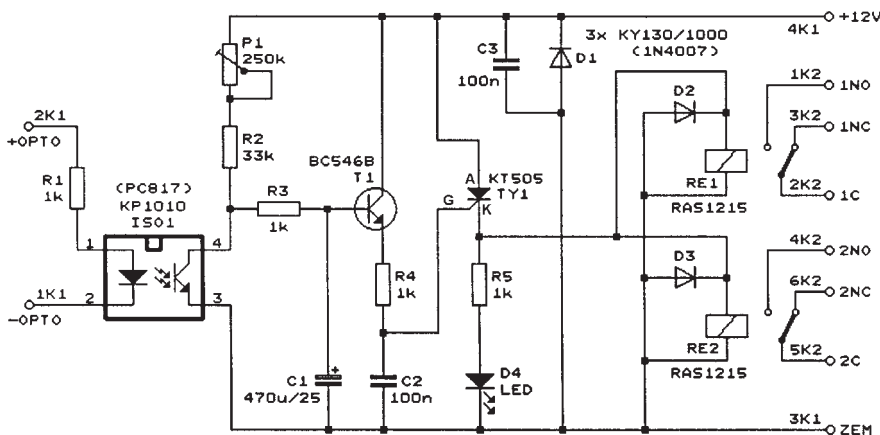 +12V
4K1
P1
250k
C3
100n
D1
3x KY130/1000
(1N4007)
1K2
1NO
2K1
+OPTO
D2
3K2
1NC
R2
33k
BC546B
T1
A
KT505
TY1
G
K
RE1
RAS1215
2K2
1C
R1
1k
(PC817)
KP1010
ISO1
R3
1k
1
4
4K2
2NO
R4
1k
R5
1k
D3
6K2
2NC
1K1
-OPTO
2
3
RE2
RAS1215
5K2
2C
C1
470u/25
+
C2
100n
D4
LED
3K1
ZEM